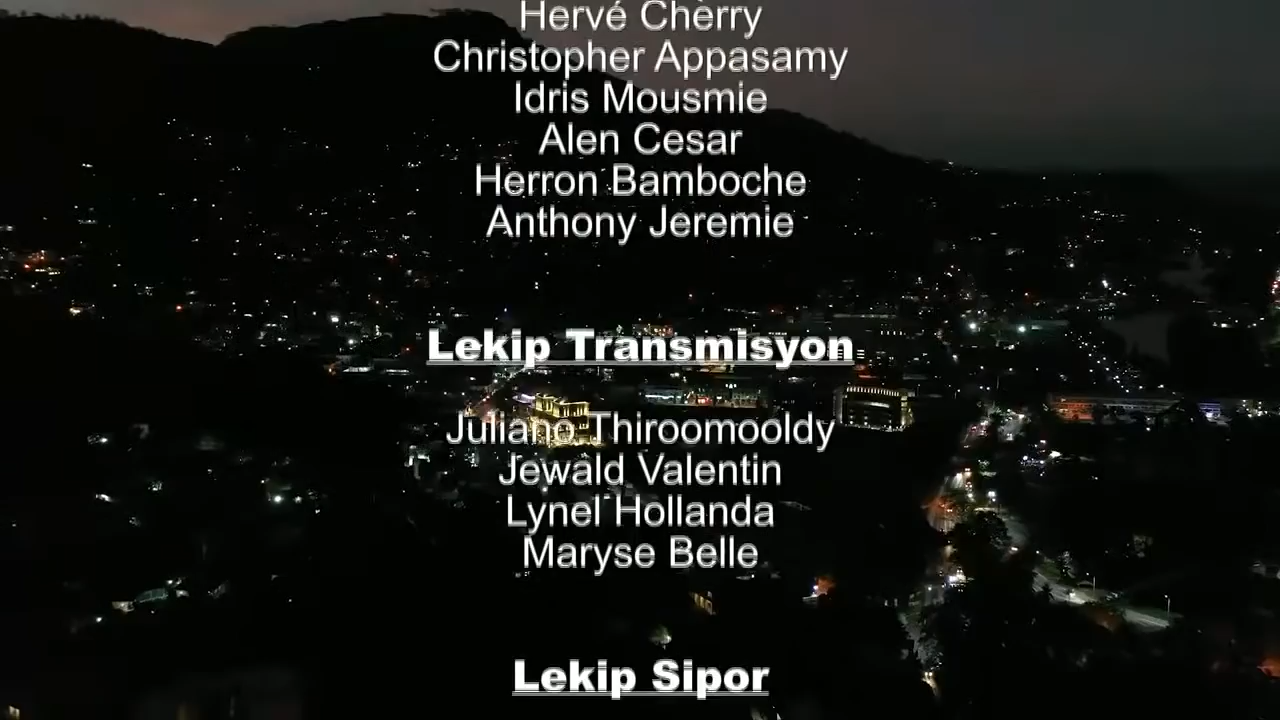 Hervé Cherry
Christopher Appasamy
Idris Mousmie
Alen Cesar
Herron Bamboche
Anthony Jeremie
Lekip Transmisyon
Juliano Thiroomooldy
Jewald Valentin
Lynel Hollanda
Maryse Belle
Lekip Sipor